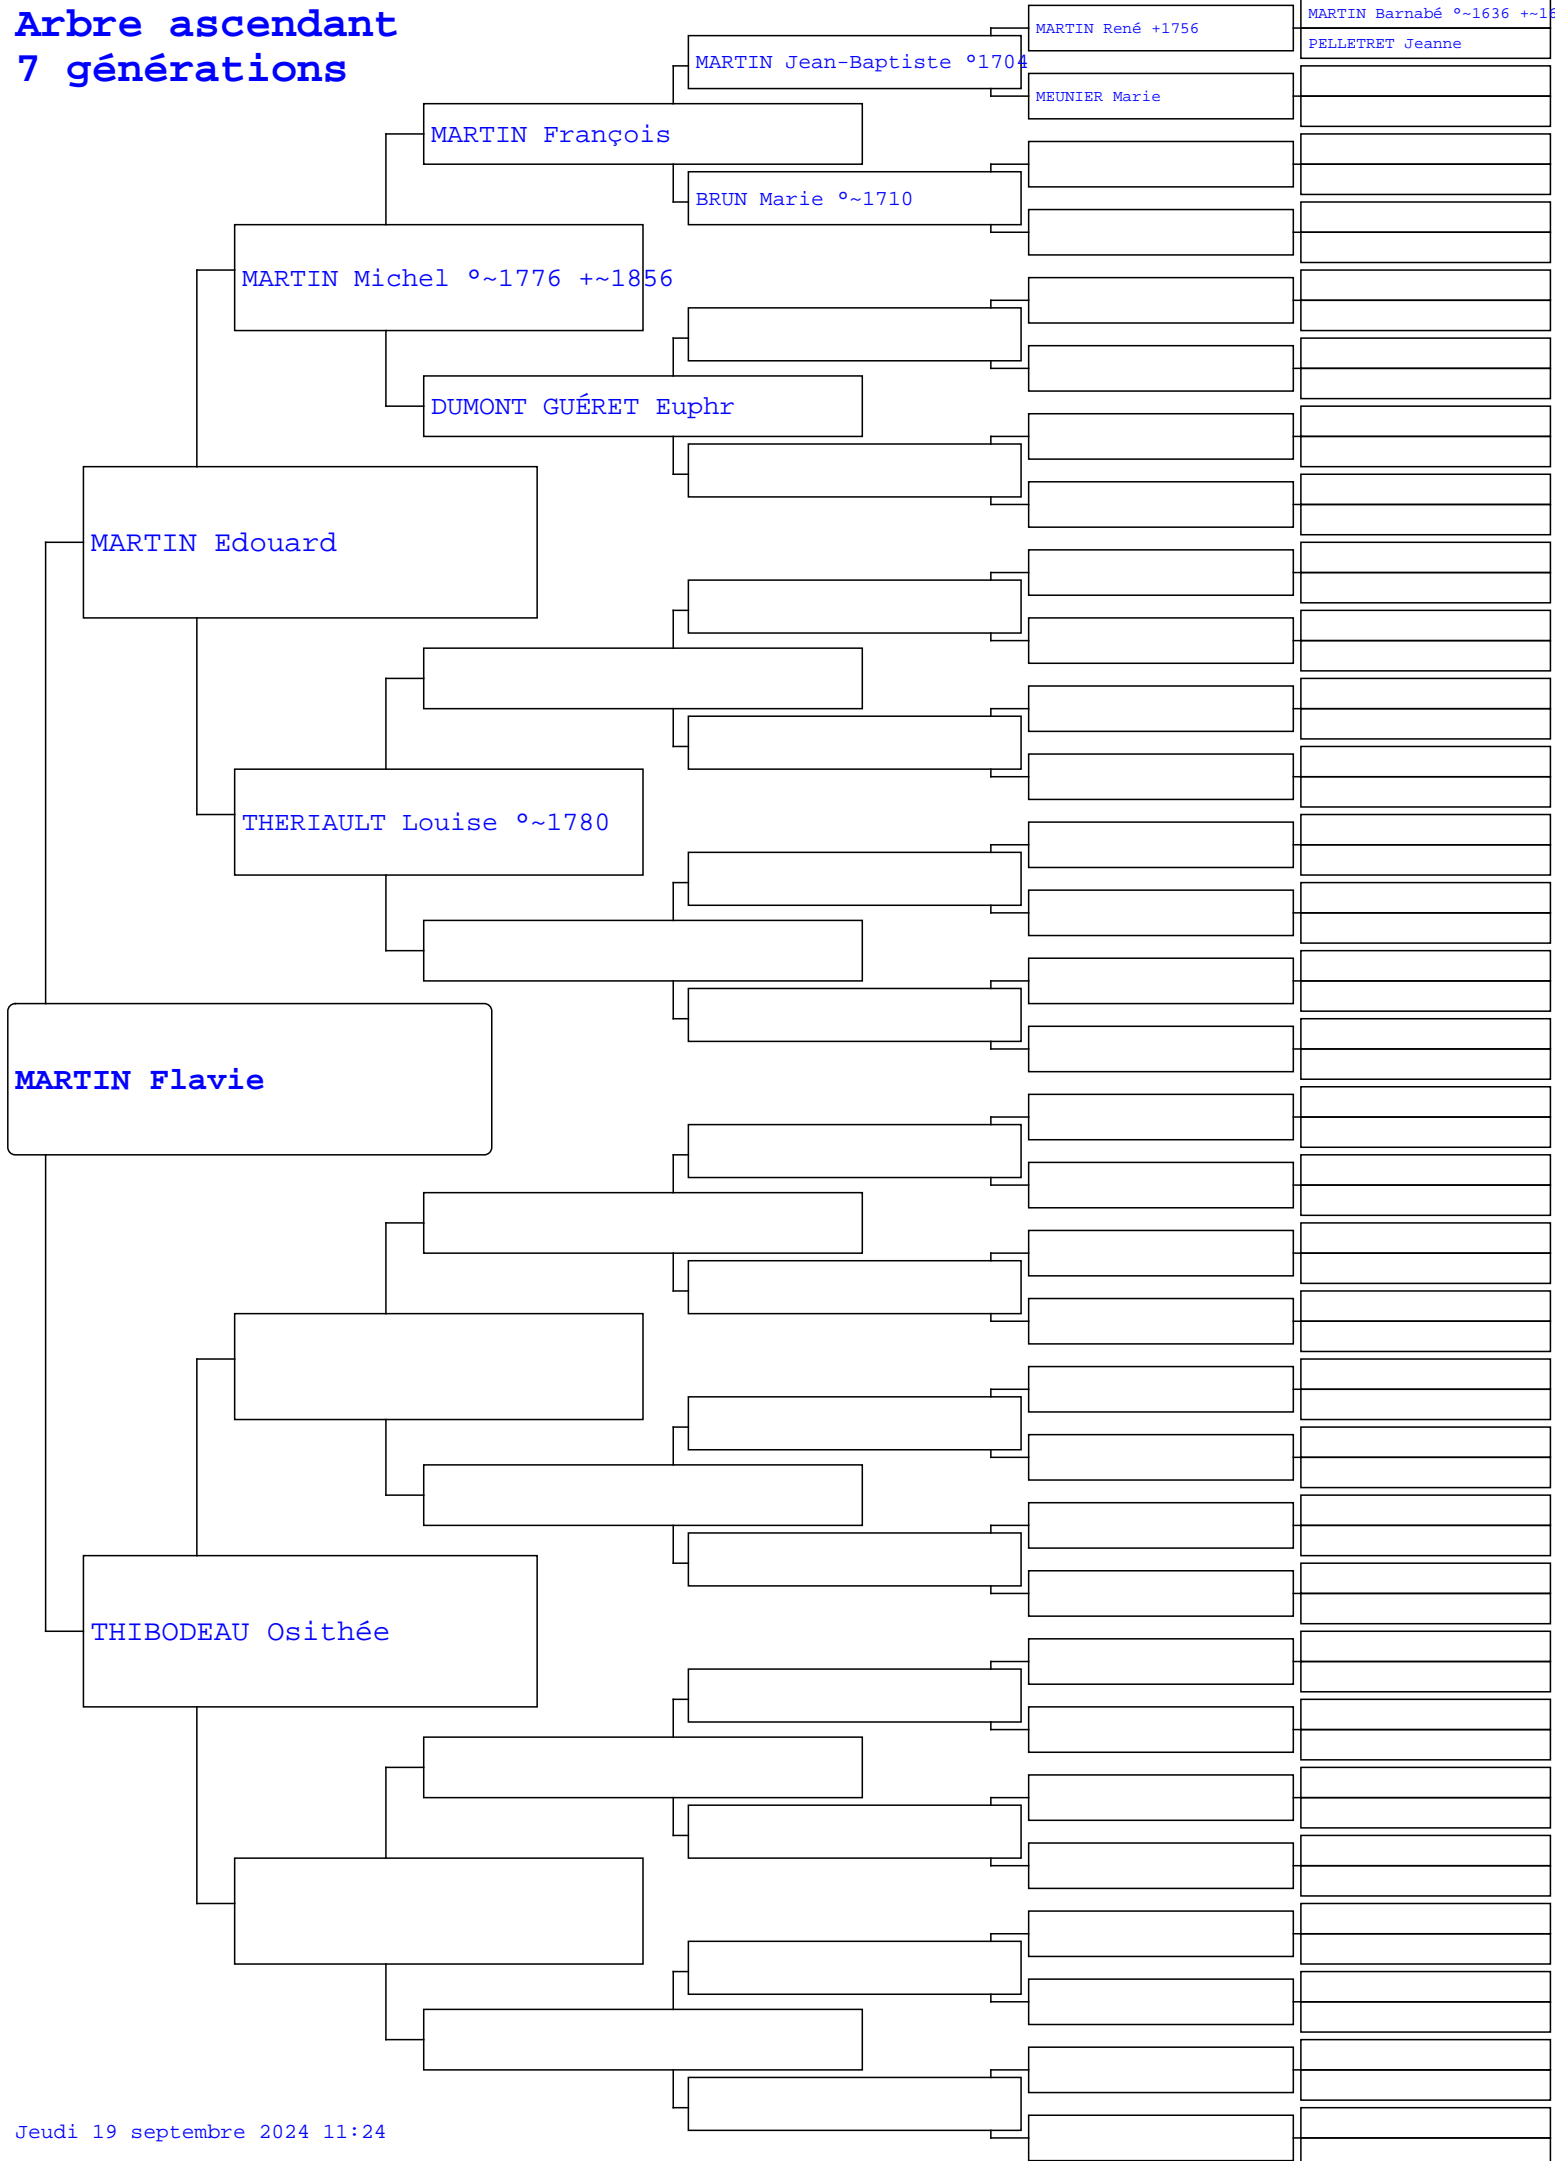 Arbre ascendant
7 générations
MARTIN Barnabé °~1636 +~16
MARTIN René +1756
PELLETRET Jeanne
MARTIN Jean-Baptiste °1704
MEUNIER Marie
MARTIN François
BRUN Marie °~1710
MARTIN Michel °~1776 +~1856
DUMONT GUÉRET Euphr
MARTIN Edouard
THERIAULT Louise °~1780
MARTIN Flavie
THIBODEAU Osithée
Jeudi 19 septembre 2024 11:24